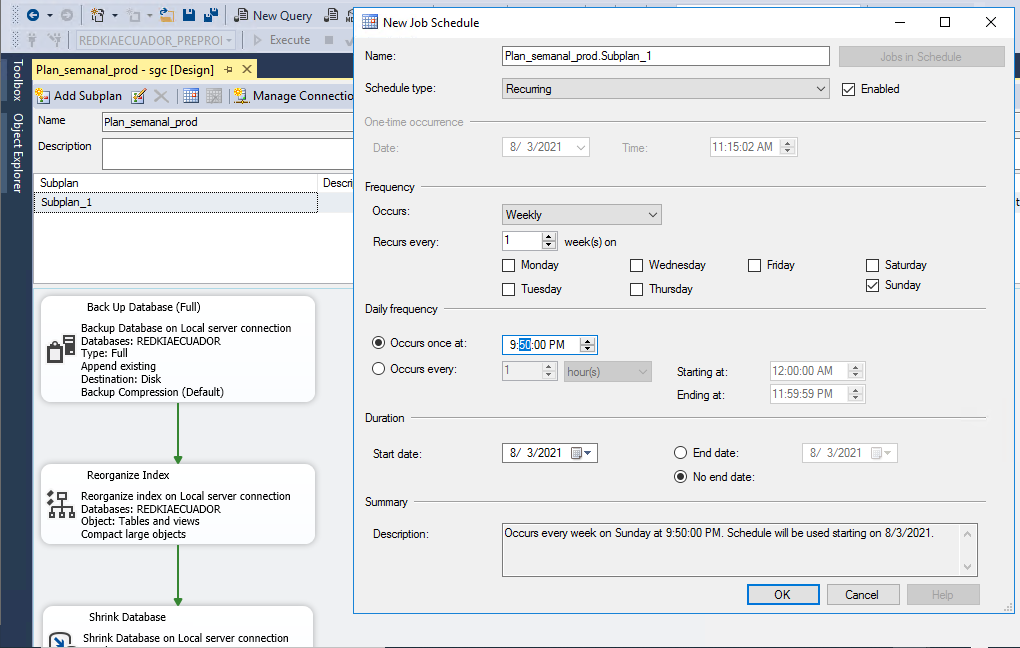 New Query
REDKIAECUADOR_PREPROI
Execute
Toolbox
Object Explorer
Plan_semanal_prod - sgc [Design]
Add Subplan
Manage Connectio
Name
Plan_semanal_prod
Description
Subplan
Descri
Subplan_1
Back Up Database (Full)
Backup Database on Local server connection
Databases: REDKIAECUADOR
Type: Full
Append existing
Destination: Disk
Backup Compression (Default)
Reorganize Index
Reorganize index on Local server connection
Databases: REDKIAECUADOR
Object: Tables and views
Compact large objects
Shrink Database
Shrink Database on Local server connection
New Job Schedule
Name:
Plan_semanal_prod.Subplan_1
Jobs in Schedule
Schedule type:
Recurring
Enabled
One-time occurrence
Date:
8/ 3/2021
Time:
11:15:02 AM
Frequency
Occurs:
Weekly
Recurs every:
1
week(s) on
Monday
Wednesday
Friday
Saturday
Tuesday
Thursday
Sunday
Daily frequency
Occurs once at:
9:50:00 PM
Occurs every:
1
hour(s)
Starting at:
12:00:00 AM
Ending at:
11:59:59 PM
Duration
Start date:
8/ 3/2021
End date:
8/ 3/2021
No end date:
Summary
Description:
Occurs every week on Sunday at 9:50:00 PM. Schedule will be used starting on 8/3/2021.
OK
Cancel
Help